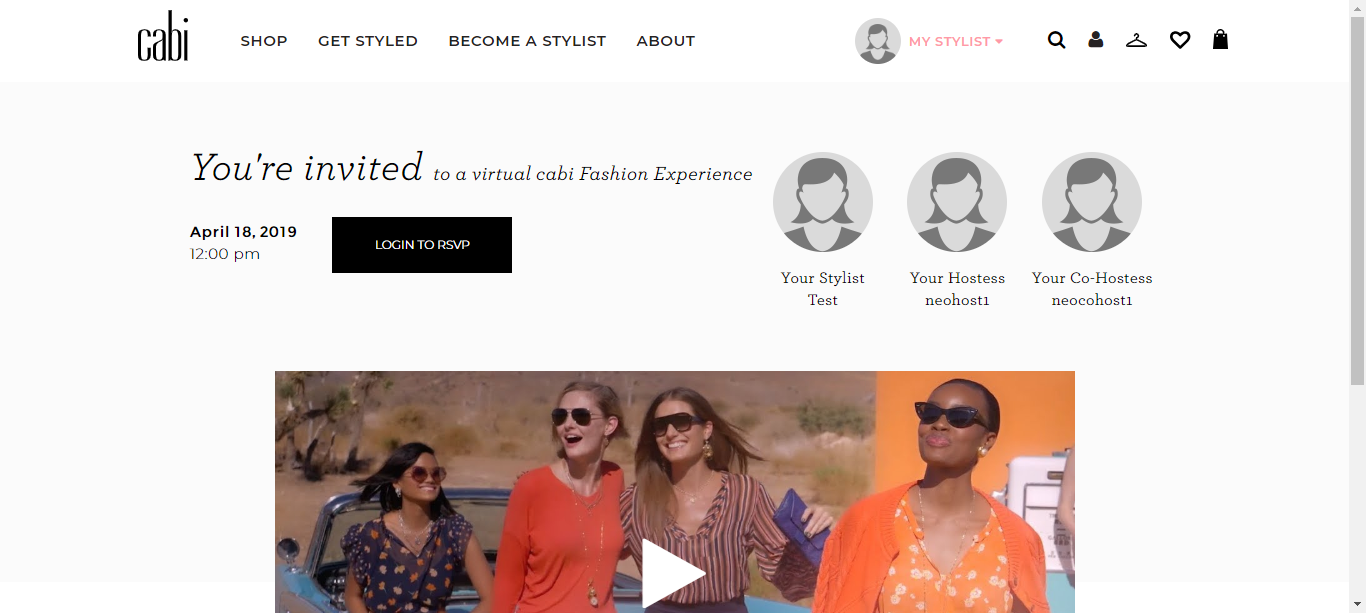 cabi
SHOP
GET STYLED
BECOME A STYLIST
ABOUT
MY STYLIST
You're invited to a virtual cabi Fashion Experience
April 18, 2019
12:00 pm
LOGIN TO RSVP
Your Stylist
Test
Your Hostess
neohost1
Your Co-Hostess
neocohost1